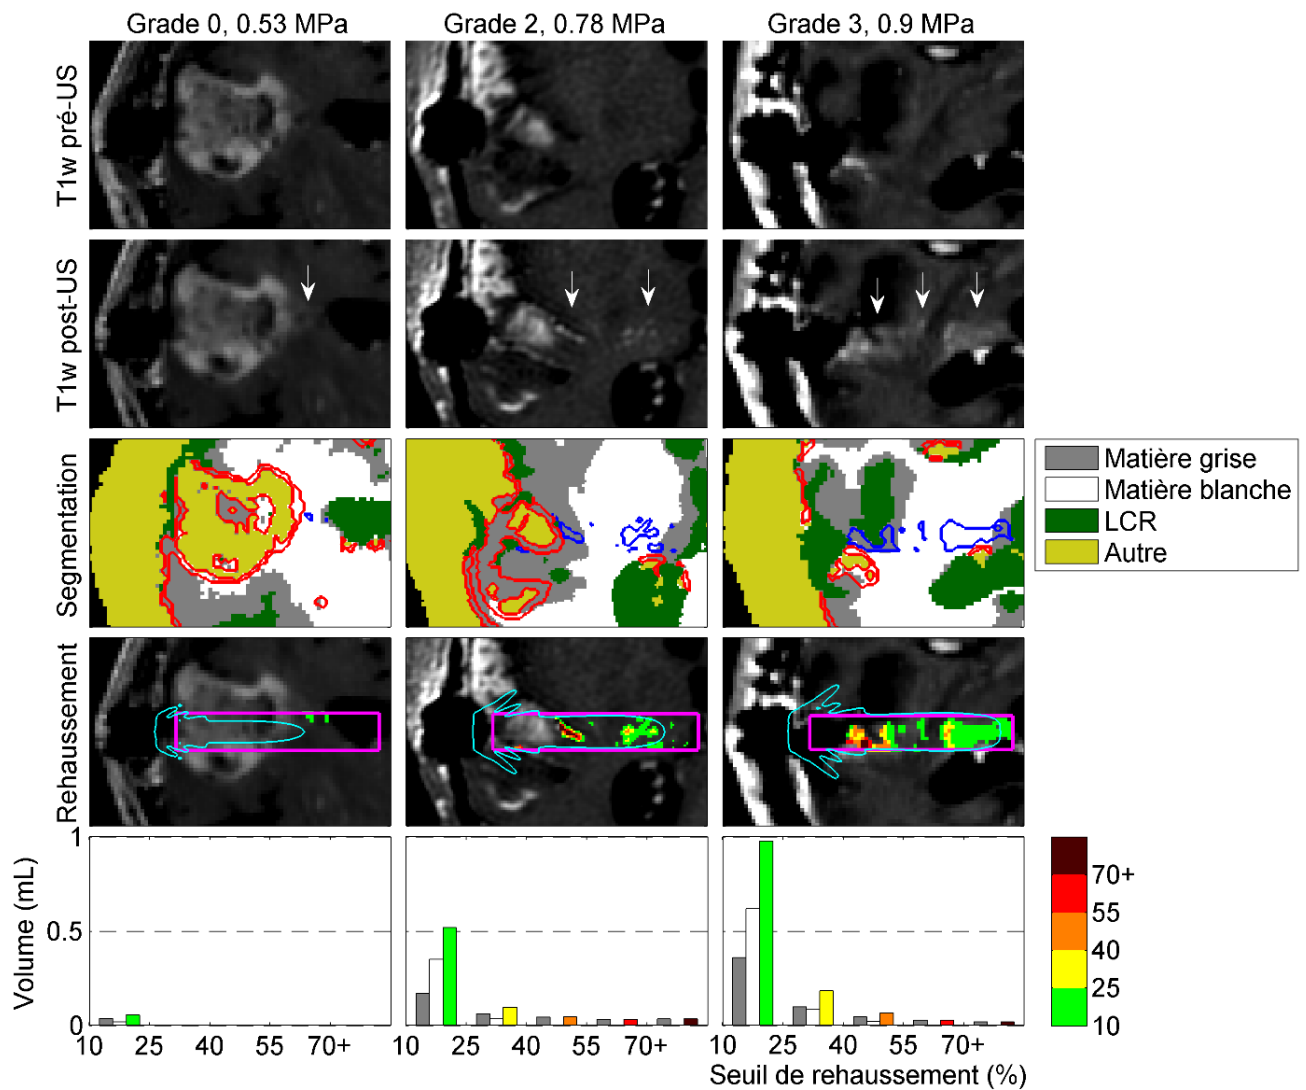 Grade 0, 0.53 MPa
Grade 2, 0.78 MPa
Grade 3, 0.9 MPa
T1w pré-US
T1w post-US
Segmentation
Matière grise
Matière blanche
LCR
Autre
Rehaussement
Volume (mL)
1
0.5
0
10 25 40 55 70+
10 25 40 55 70+
10 25 40 55 70+
Seuil de rehaussement (%)
70+
55
40
25
10